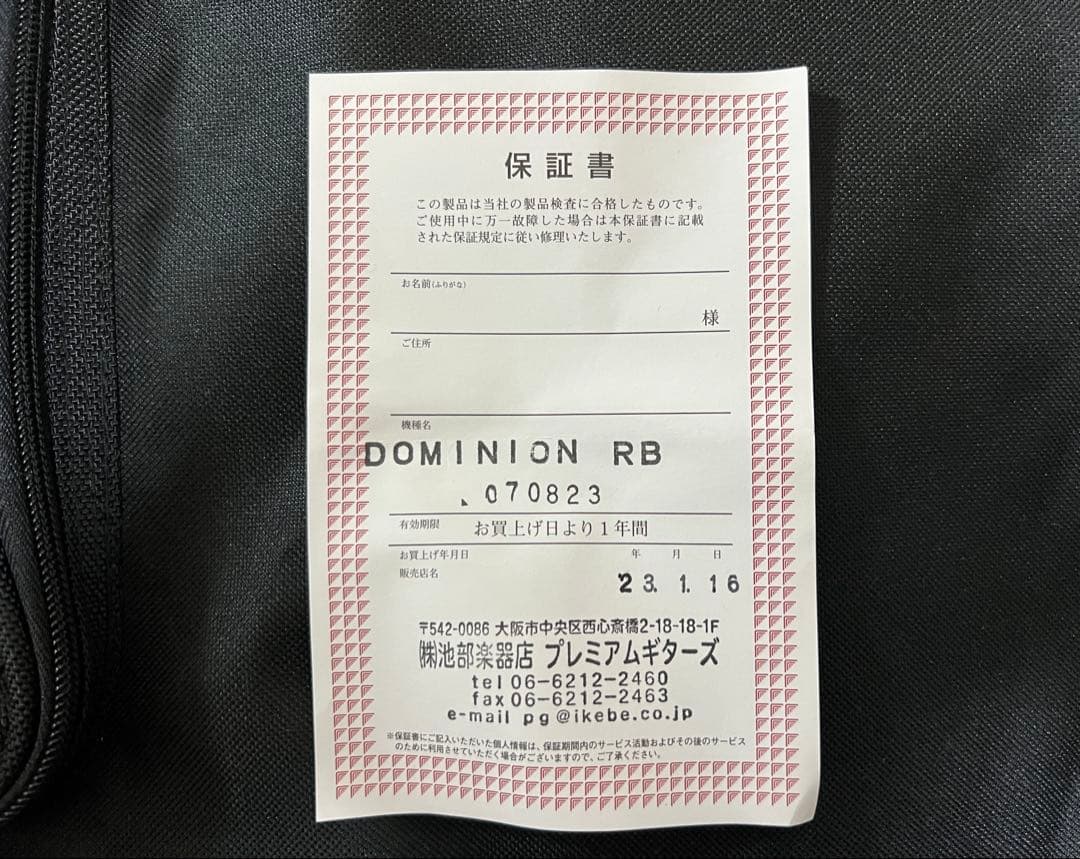 保証書
この製品は当社の製品検査に合格したものです。
ご使用中に万一故障した場合は本保証書に記載
された保証規定に従い修理いたします。
お名前(ふりがな)
様
ご住所
機種名
DOMINION RB
070823
有効期限 お買上げ日より1年間
お買上げ年月日 年 月 日
販売店名 '23. 1. 16
〒542-0086 大阪市中央区西心斎橋2-18-18-1F
㈱池部楽器店 プレミアムギターズ
tel 06-6212-2460
fax 06-6212-2463
e-mail pg@ikebe.co.jp
※保証書にご記入いただいた個人情報は、保証期間内のサービス活動およびその後のサービス
のために利用させていただく場合がございますので、ご了承ください。